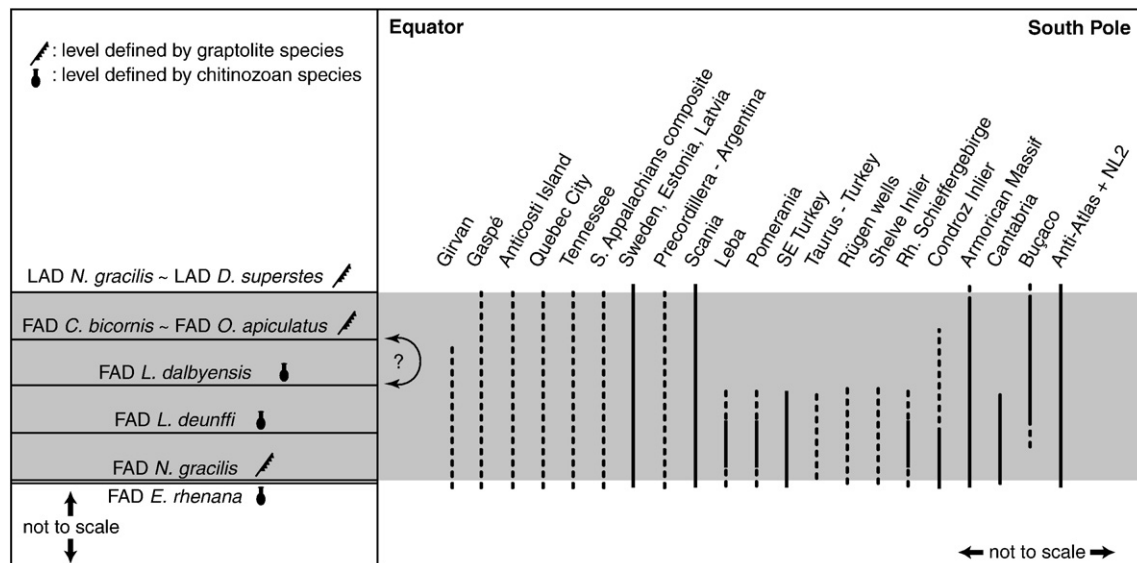 : level defined by graptolite species
: level defined by chitinozoan species
LAD N. gracilis ~ LAD D. superstes
FAD C. bicornis ~ FAD O. apiculatus
FAD L. dalbyensis
FAD L. deunffi
FAD N. gracilis
FAD E. rhenana
not to scale
Equator
South Pole
Girvan
Gaspé
Anticosti Island
Quebec City
Tennessee
S. Appalachians composite
Sweden, Estonia, Latvia
Precordillera - Argentina
Scania
Leba
Pomerania
SE Turkey
Taurus - Turkey
Rügen wells
Shelve Inlier
Rh. Schieffergebirge
Condroz Inlier
Armorican Massif
Cantabria
Buçaco
Anti-Atlas + NL2
?
not to scale